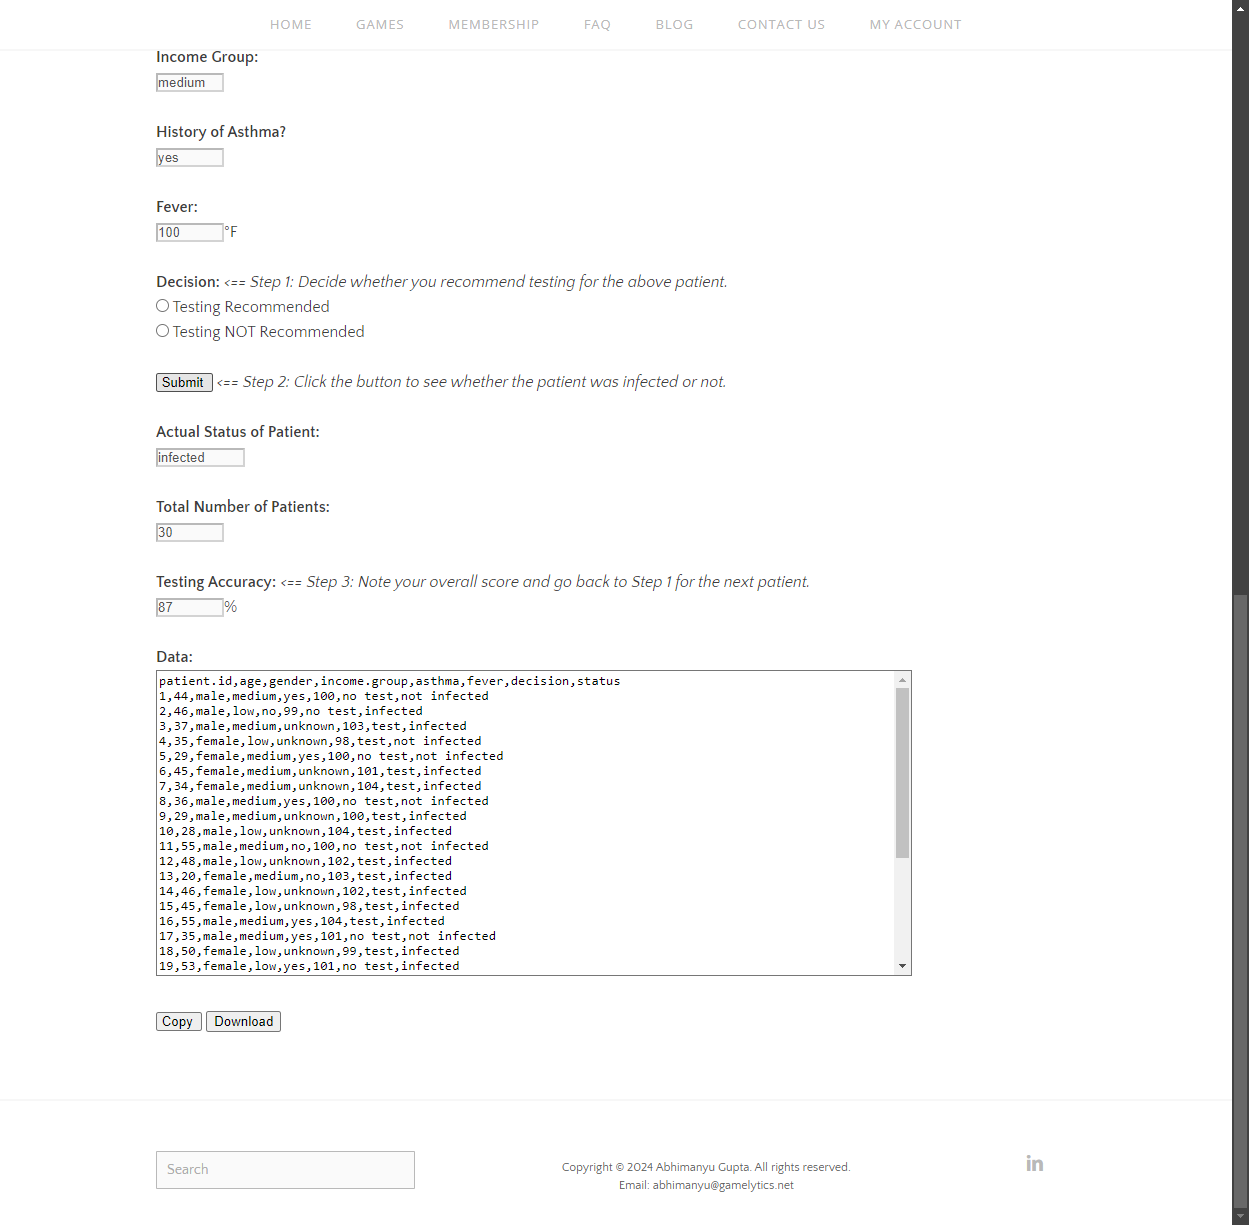 HOME GAMES MEMBERSHIP FAQ BLOG CONTACT US MY ACCOUNT
Income Group:
medium
History of Asthma?
yes
Fever:
100 °F
Decision: <== Step 1: Decide whether you recommend testing for the above patient.
Testing Recommended
Testing NOT Recommended
Submit <== Step 2: Click the button to see whether the patient was infected or not.
Actual Status of Patient:
infected
Total Number of Patients:
30
Testing Accuracy: <== Step 3: Note your overall score and go back to Step 1 for the next patient.
87 %
Data:
patient.id,age,gender,income.group,asthma,fever,decision,status
1,44,male,medium,yes,100,no test,not infected
2,46,male,low,no,99,no test,infected
3,37,male,medium,unknown,103,test,infected
4,35,female,low,unknown,98,test,not infected
5,29,female,medium,yes,100,no test,not infected
6,45,female,medium,unknown,101,test,infected
7,34,female,medium,unknown,104,test,infected
8,36,male,medium,yes,100,no test,not infected
9,29,male,medium,unknown,100,test,infected
10,28,male,low,unknown,104,test,infected
11,55,male,medium,no,100,no test,not infected
12,48,male,low,unknown,102,test,infected
13,20,female,medium,no,103,test,infected
14,46,female,low,unknown,102,test,infected
15,45,female,low,unknown,98,test,infected
16,55,male,medium,yes,104,test,infected
17,35,male,medium,yes,101,no test,not infected
18,50,female,low,unknown,99,test,infected
19,53,female,low,yes,101,no test,infected
Copy Download
Search
Copyright © 2024 Abhimanyu Gupta. All rights reserved.
Email: abhimanyu@gamelytics.net
in